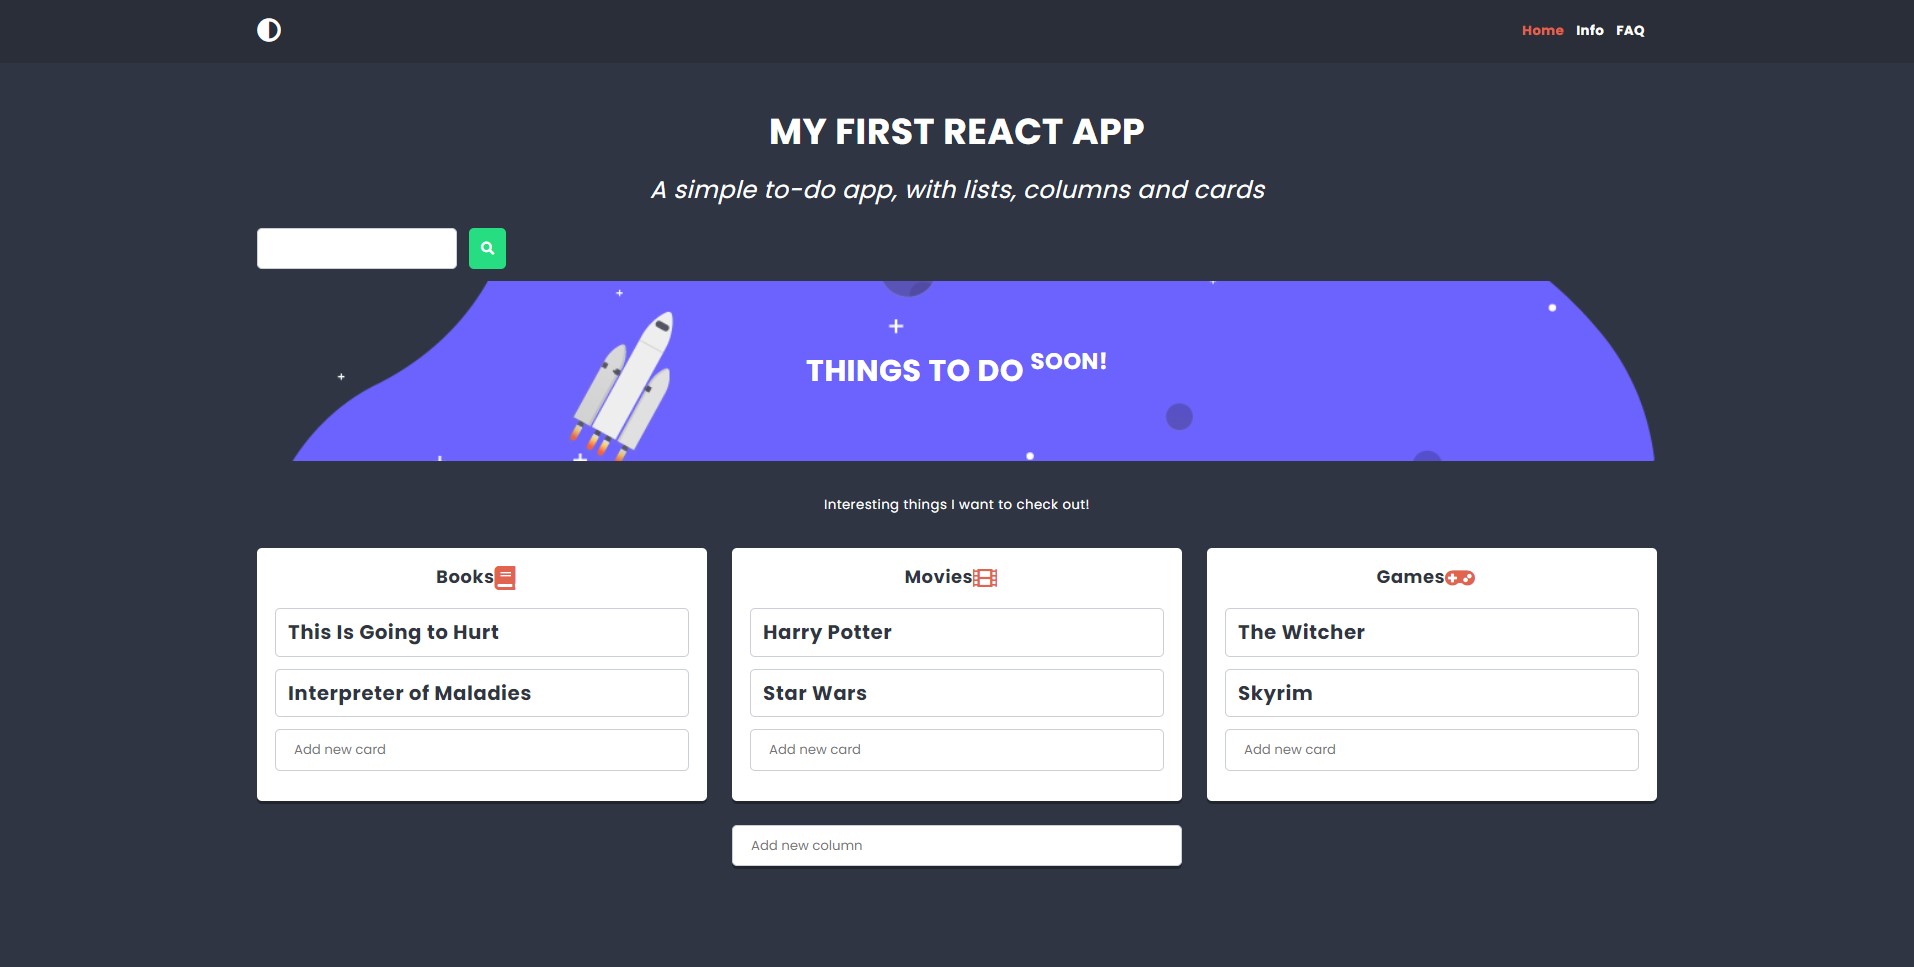 Home Info FAQ
MY FIRST REACT APP
A simple to-do app, with lists, columns and cards
THINGS TO DO SOON!
Interesting things I want to check out!
Books
This Is Going to Hurt
Interpreter of Maladies
Add new card
Movies
Harry Potter
Star Wars
Add new card
Games
The Witcher
Skyrim
Add new card
Add new column